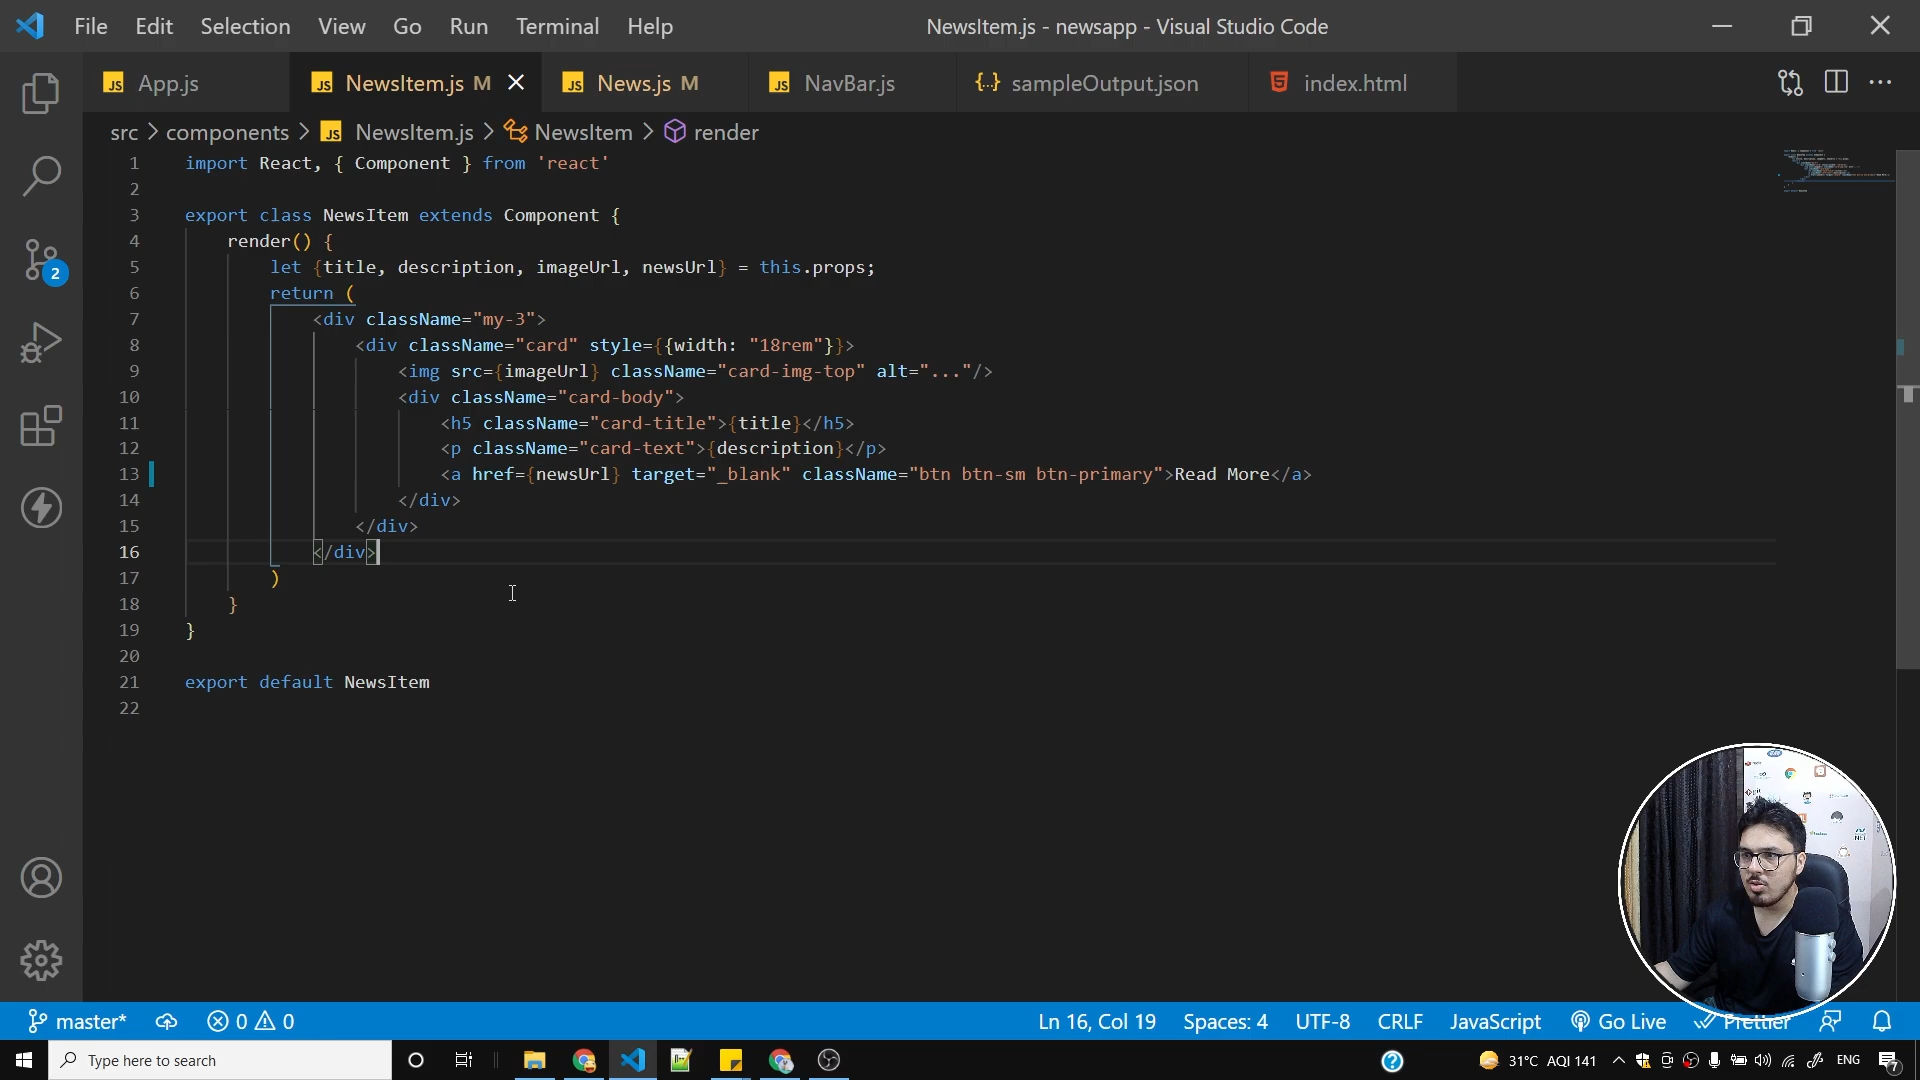 File Edit Selection View Go Run Terminal Help NewsItem.js - newsapp - Visual Studio Code
JS App.js JS NewsItem.js M JS News.js M JS NavBar.js {··} sampleOutput.json index.html
src > components > JS NewsItem.js > NewsItem > render
1 import React, { Component } from 'react'
2
3 export class NewsItem extends Component {
4 render() {
5 let {title, description, imageUrl, newsUrl} = this.props;
6 return (
7 <div className="my-3">
8 <div className="card" style={{width: "18rem"}}>
9 <img src={imageUrl} className="card-img-top" alt="..."/>
10 <div className="card-body">
11 <h5 className="card-title">{title}</h5>
12 <p className="card-text">{description}</p>
13 <a href={newsUrl} target="_blank" className="btn btn-sm btn-primary">Read More</a>
14 </div>
15 </div>
16 </div>
17 )
18 }
19 }
20
21 export default NewsItem
22
2
master* 0 0 Ln 16, Col 19 Spaces: 4 UTF-8 CRLF JavaScript Go Live Prettier
Type here to search 31°C AQI 141 ENG 7